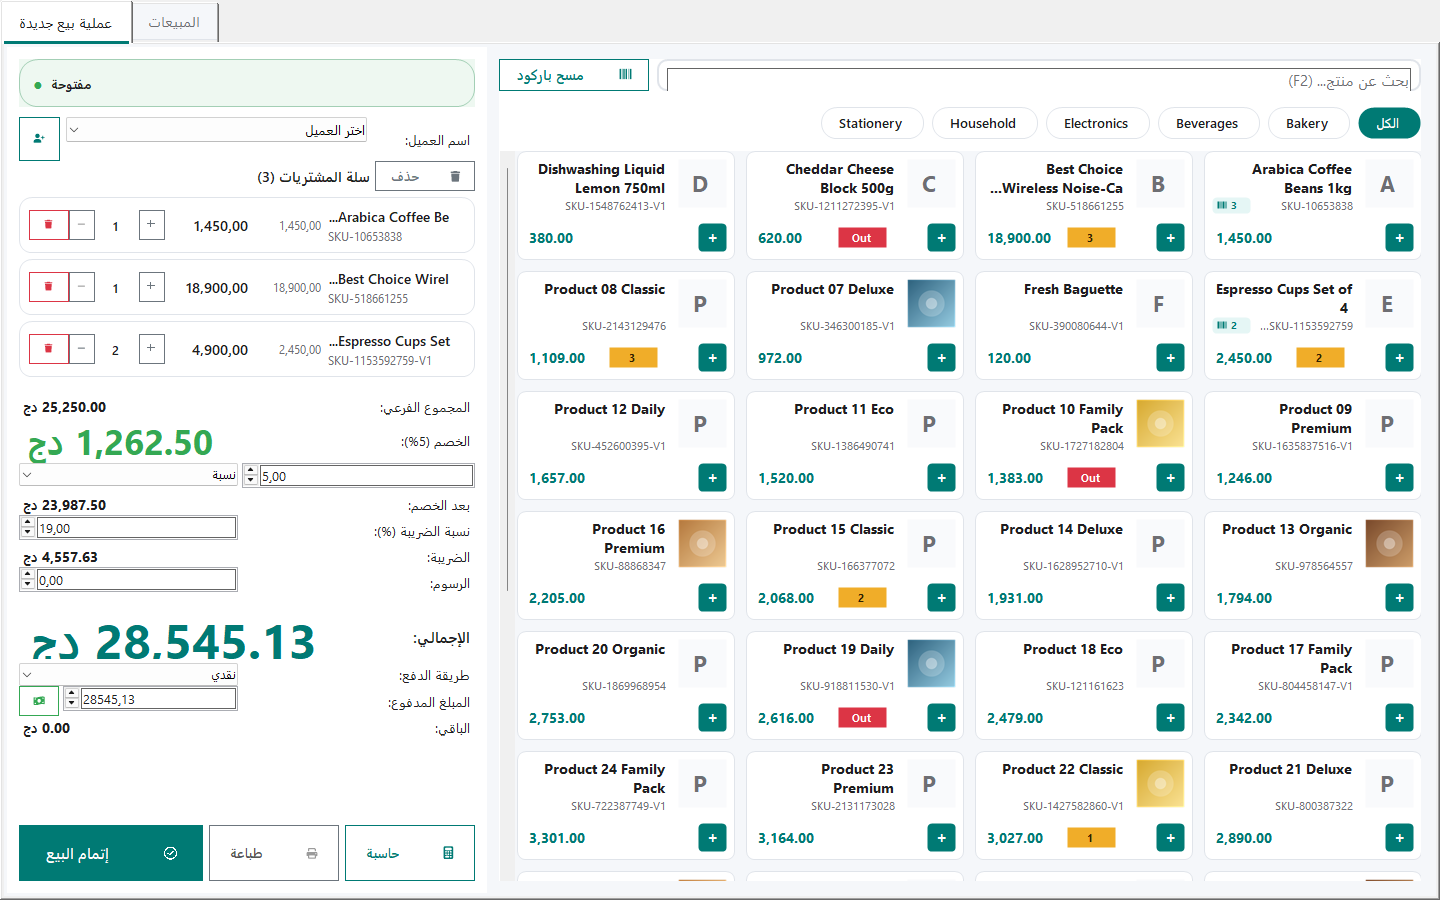 عملية بيع جديدة
المبيعات
مفتوحة
اسم العميل:
اختر العميل
سلة المشتريات (3)
حذف
Arabica Coffee Be...
SKU-10653838
1,450,00
1,450,00
+
1
−
Best Choice Wirel...
SKU-518661255
18,900,00
18,900,00
+
1
−
Espresso Cups Set...
SKU-1153592759-V1
2,450,00
4,900,00
+
2
−
المجموع الفرعي:
25,250.00 دج
الخصم (5%):
1,262.50 دج
5,00
نسبة
بعد الخصم:
23,987.50 دج
نسبة الضريبة (%):
19,00
الضريبة:
4,557.63 دج
الرسوم:
0,00
الإجمالي:
28,545.13 دج
طريقة الدفع:
نقدي
المبلغ المدفوع:
28545,13
الباقي:
0.00 دج
حاسبة
طباعة
إتمام البيع
بحث عن منتج... (F2)
مسح باركود
الكل
Bakery
Beverages
Electronics
Household
Stationery
A
Arabica Coffee
Beans 1kg
SKU-10653838
3
1,450.00
+
B
Best Choice
Wireless Noise-Ca...
SKU-518661255
18,900.00
3
+
C
Cheddar Cheese
Block 500g
SKU-1211272395-V1
620.00
Out
+
D
Dishwashing Liquid
Lemon 750ml
SKU-1548762413-V1
380.00
+
E
Espresso Cups Set of
4
SKU-1153592759...
2
2,450.00
2
+
F
Fresh Baguette
SKU-390080644-V1
120.00
+
Product 07 Deluxe
SKU-346300185-V1
972.00
+
P
Product 08 Classic
SKU-2143129476
1,109.00
3
+
P
Product 09
Premium
SKU-1635837516-V1
1,246.00
+
Product 10 Family
Pack
SKU-1727182804
1,383.00
Out
+
P
Product 11 Eco
SKU-1386490741
1,520.00
+
P
Product 12 Daily
SKU-452600395-V1
1,657.00
+
Product 13 Organic
SKU-978564557
1,794.00
+
P
Product 14 Deluxe
SKU-1628952710-V1
1,931.00
+
P
Product 15 Classic
SKU-166377072
2,068.00
2
+
Product 16
Premium
SKU-88868347
2,205.00
+
P
Product 17 Family
Pack
SKU-804458147-V1
2,342.00
+
P
Product 18 Eco
SKU-121161623
2,479.00
+
Product 19 Daily
SKU-918811530-V1
2,616.00
Out
+
P
Product 20 Organic
SKU-1869968954
2,753.00
+
P
Product 21 Deluxe
SKU-800387322
2,890.00
+
Product 22 Classic
SKU-1427582860-V1
3,027.00
1
+
P
Product 23
Premium
SKU-2131173028
3,164.00
+
P
Product 24 Family
Pack
SKU-722387749-V1
3,301.00
+